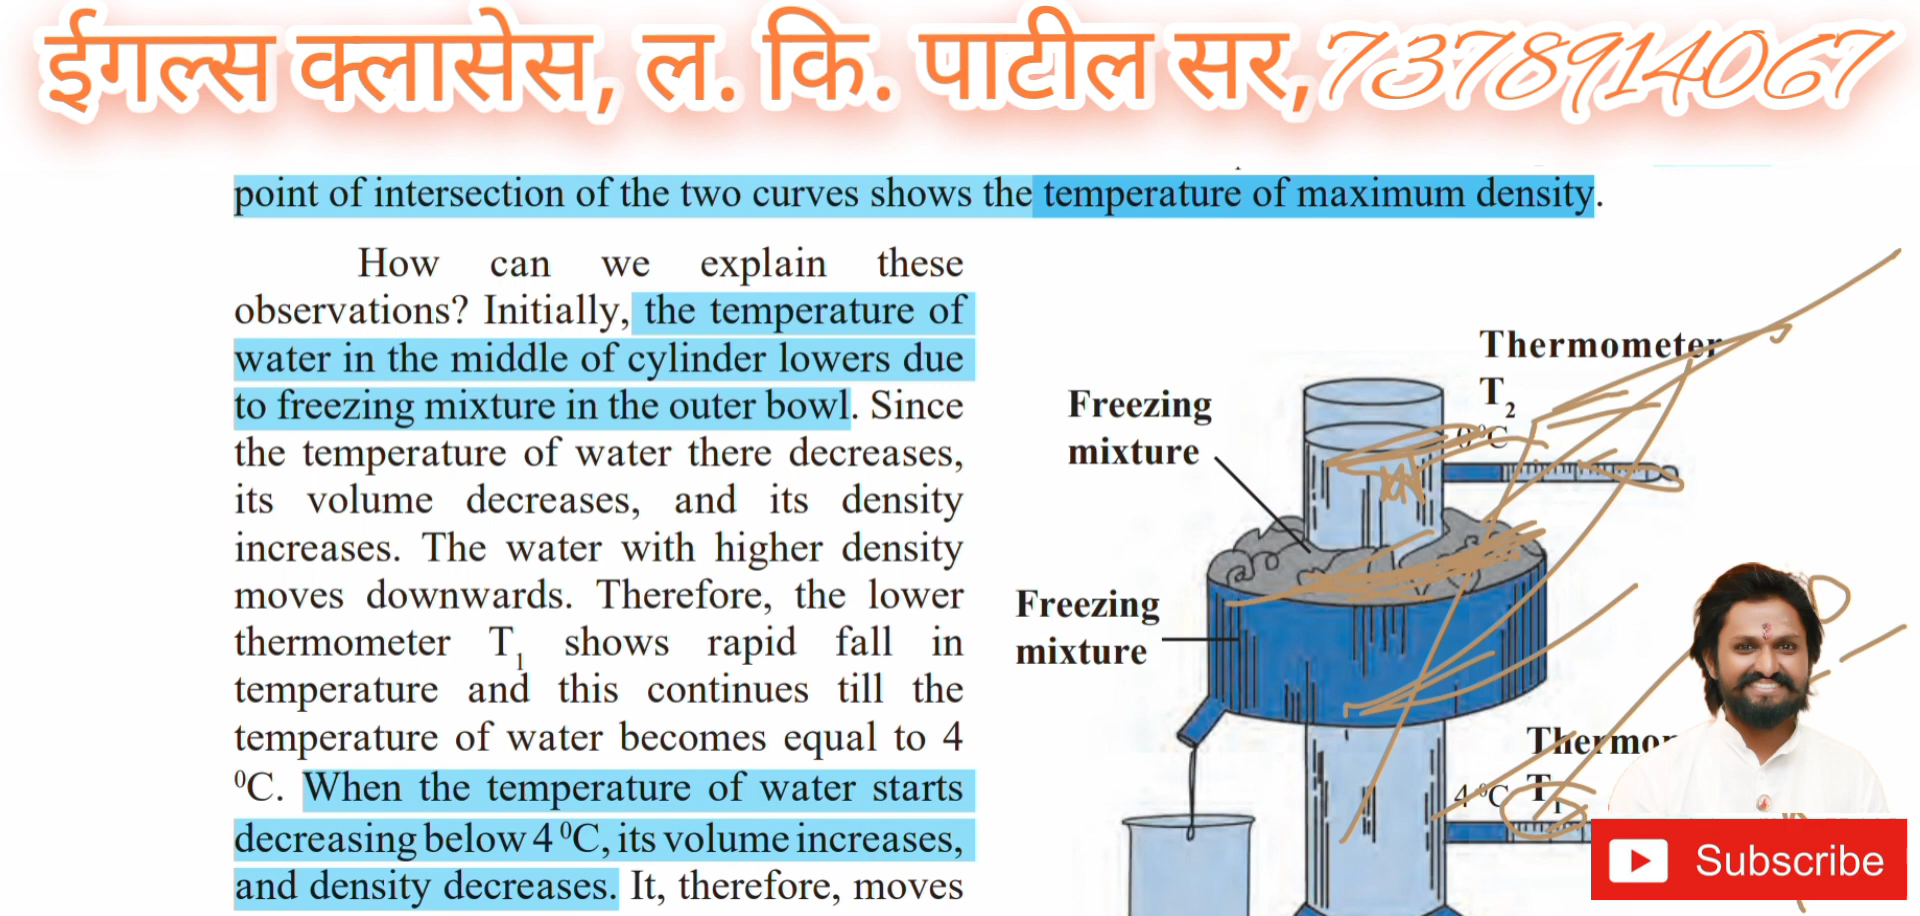 ईगल्स क्लासेस, ल. कि. पाटील सर, 7378914067
point of intersection of the two curves shows the temperature of maximum density.
How can we explain these
observations? Initially, the temperature of
water in the middle of cylinder lowers due
to freezing mixture in the outer bowl. Since
the temperature of water there decreases,
its volume decreases, and its density
increases. The water with higher density
moves downwards. Therefore, the lower
thermometer T₁ shows rapid fall in
temperature and this continues till the
temperature of water becomes equal to 4
⁰C. When the temperature of water starts
decreasing below 4 ⁰C, its volume increases,
and density decreases. It, therefore, moves
Thermometer
T₂
0 ⁰C
Freezing
mixture
Freezing
mixture
Thermo
4 ⁰C T₁
Subscribe